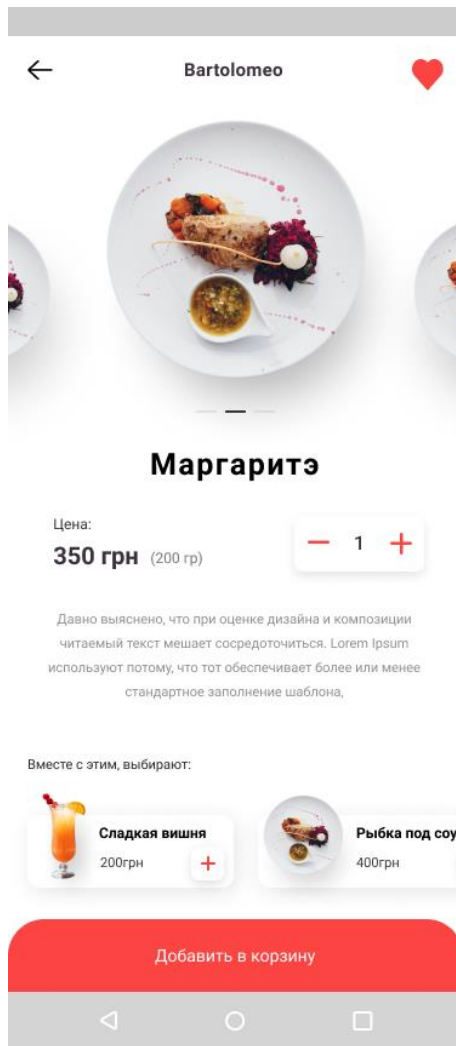 Bartolomeo
Маргаритэ
Цена:
350 грн (200 гр)
1
Давно выяснено, что при оценке дизайна и композиции
читаемый текст мешает сосредоточиться. Lorem Ipsum
используют потому, что тот обеспечивает более или менее
стандартное заполнение шаблона,
Вместе с этим, выбирают:
Сладкая вишня
200грн
Рыбка под соу
400грн
Добавить в корзину